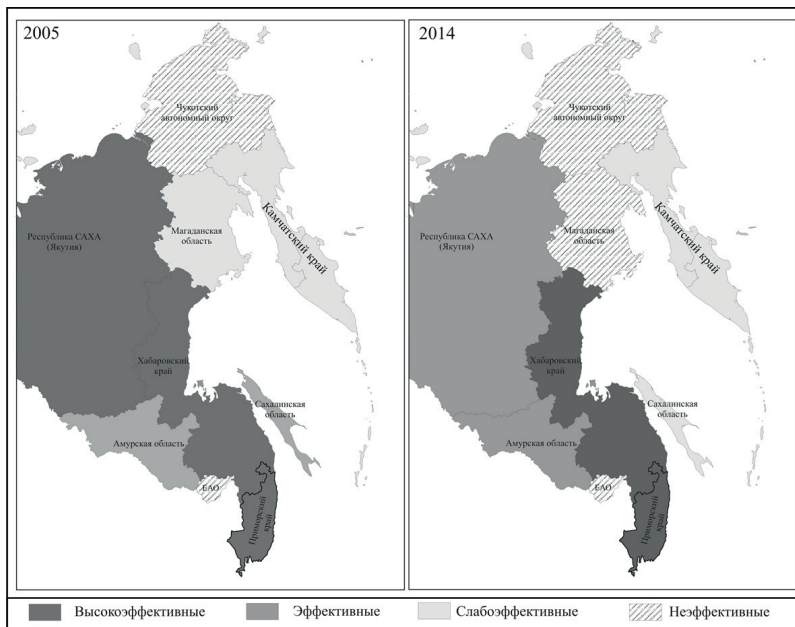 2005
Чукотский
автономный округ
Республика САХА
(Якутия)
Магаданская
область
Камчатский край
Хабаровский
край
Сахалинская
область
Амурская область
ЕАО
Приморский
край
2014
Чукотский
автономный округ
Республика САХА
(Якутия)
Магаданская
область
Камчатский край
Хабаровский
край
Сахалинская
область
Амурская область
ЕАО
Приморский
край
Высокоэффективные
Эффективные
Слабоэффективные
Неэффективные